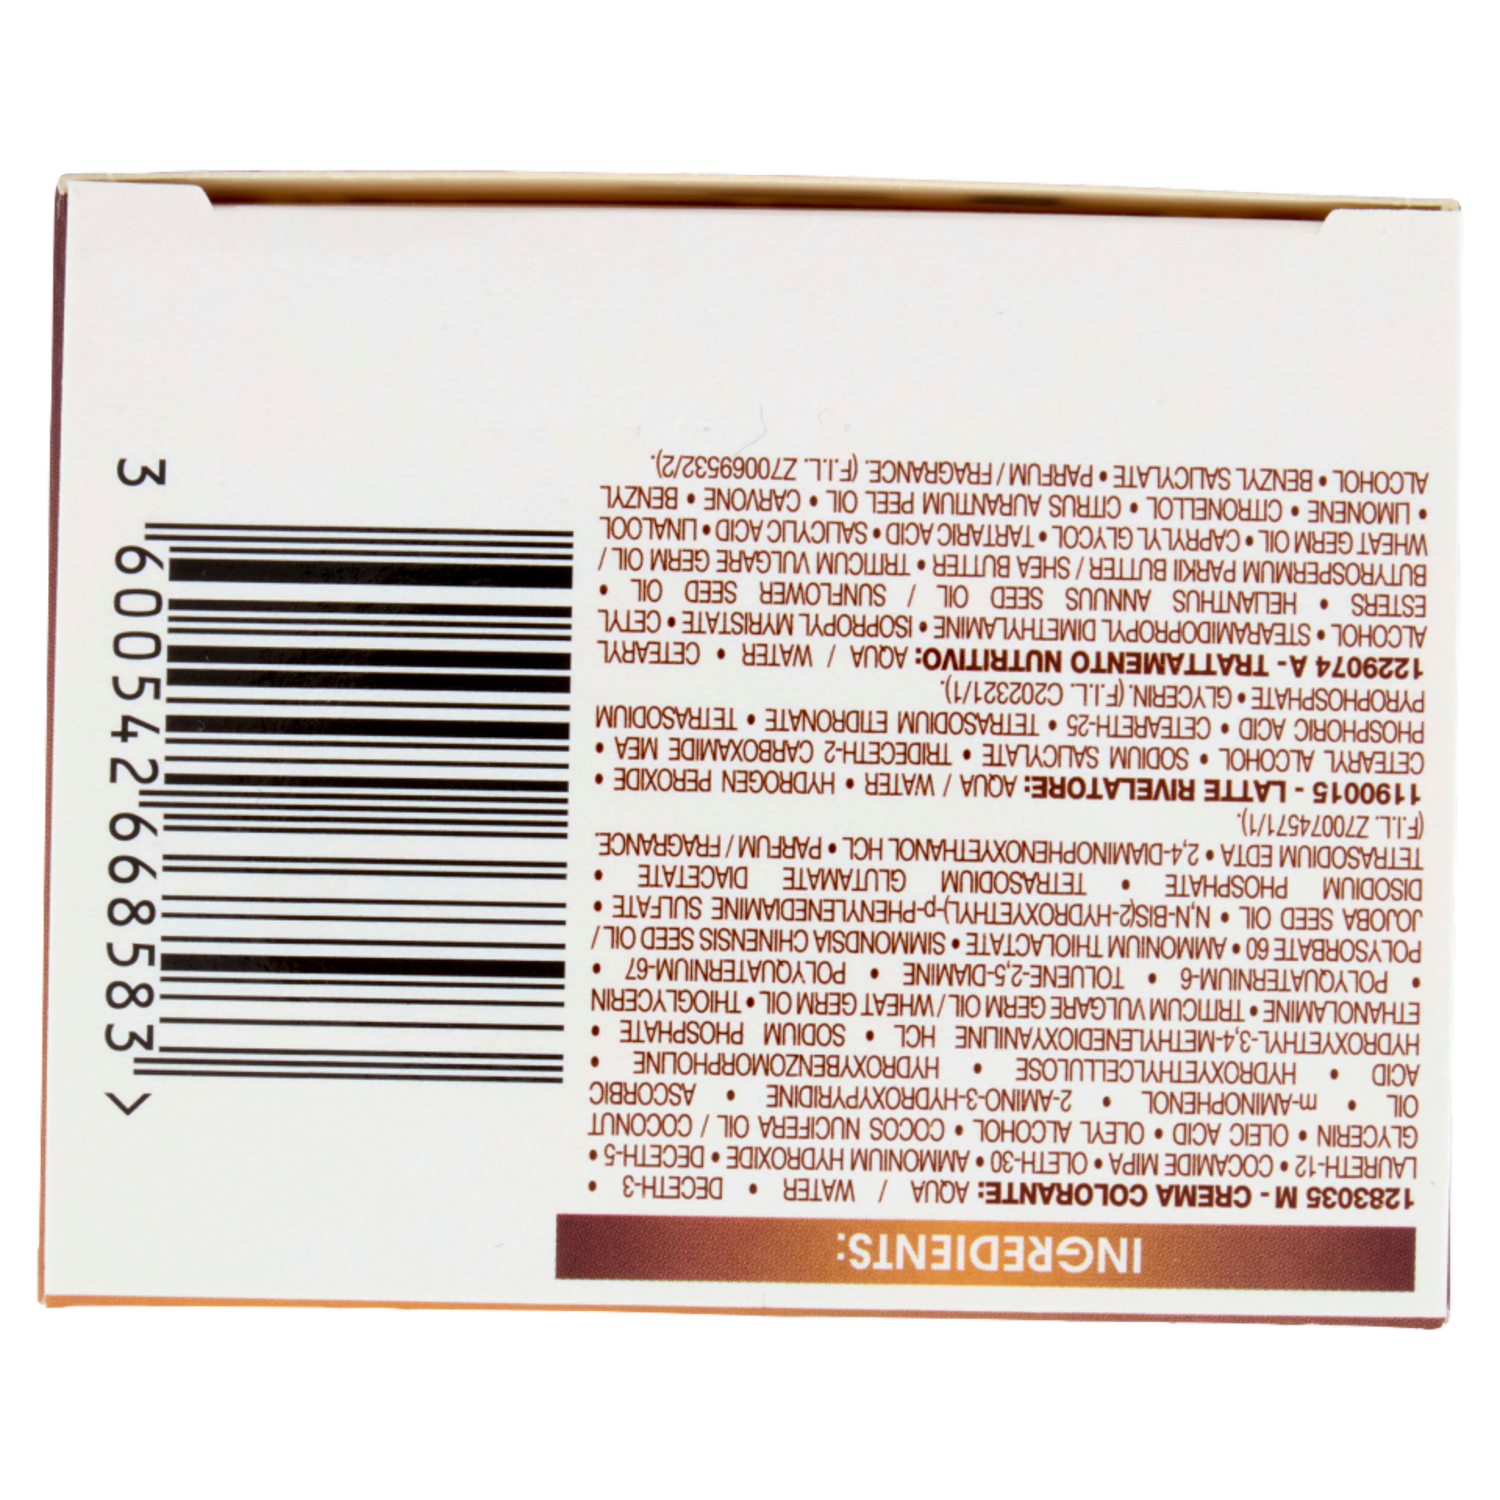 INGREDIENTS:
1283035 M - CREMA COLORANTE: AQUA / WATER • DECETH-3 •
LAURETH-12 • COCAMIDE MIPA • OLETH-30 • AMMONIUM HYDROXIDE • DECETH-5 •
GLYCERIN • OLEIC ACID • OLEYL ALCOHOL • COCOS NUCIFERA OIL / COCONUT
OIL • m-AMINOPHENOL • 2-AMINO-3-HYDROXYPYRIDINE • ASCORBIC
ACID • HYDROXYETHYLCELLULOSE • HYDROXYBENZOMORPHOLINE •
HYDROXYETHYL-3,4-METHYLENEDIOXYANILINE HCL • SODIUM PHOSPHATE •
ETHANOLAMINE • TRITICUM VULGARE GERM OIL / WHEAT GERM OIL • THIOGLYCERIN
• POLYQUATERNIUM-6 • TOLUENE-2,5-DIAMINE • POLYQUATERNIUM-67 •
POLYSORBATE 60 • AMMONIUM THIOLACTATE • SIMMONDSIA CHINENSIS SEED OIL /
JOJOBA SEED OIL • N,N-BIS(2-HYDROXYETHYL)-p-PHENYLENEDIAMINE SULFATE •
DISODIUM PHOSPHATE • TETRASODIUM GLUTAMATE DIACETATE •
TETRASODIUM EDTA • 2,4-DIAMINOPHENOXYETHANOL HCL • PARFUM / FRAGRANCE.
(F.I.L. Z70074571/1).
1190015 - LATTE RIVELATORE: AQUA / WATER • HYDROGEN PEROXIDE •
CETEARYL ALCOHOL • SODIUM SALICYLATE • TRIDECETH-2 CARBOXAMIDE MEA •
PHOSPHORIC ACID • CETEARETH-25 • TETRASODIUM ETIDRONATE • TETRASODIUM
PYROPHOSPHATE • GLYCERIN. (F.I.L. C202321/1).
1229074 A - TRATTAMENTO NUTRITIVO: AQUA / WATER • CETEARYL
ALCOHOL • STEARAMIDOPROPYL DIMETHYLAMINE • ISOPROPYL MYRISTATE • CETYL
ESTERS • HELIANTHUS ANNUUS SEED OIL / SUNFLOWER SEED OIL •
BUTYROSPERMUM PARKII BUTTER / SHEA BUTTER • TRITICUM VULGARE GERM OIL /
WHEAT GERM OIL • CAPRYLYL GLYCOL • TARTARIC ACID • SALICYLIC ACID • LINALOOL
• LIMONENE • CITRONELLOL • CITRUS AURANTIUM PEEL OIL • CARVONE • BENZYL
ALCOHOL • BENZYL SALICYLATE • PARFUM / FRAGRANCE. (F.I.L. Z70069532/2).
3 600542 668583 >